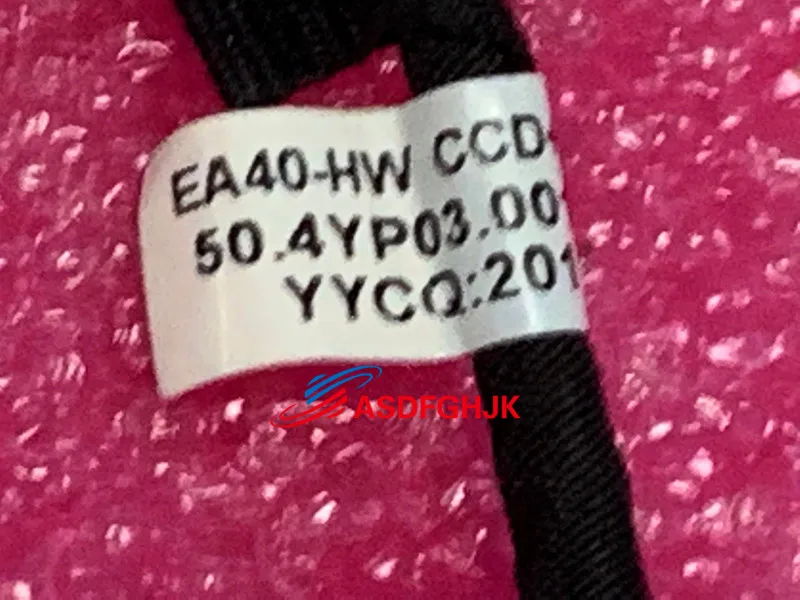 EA40-HW CCD
50.4YP03.00
YYCQ:201
ASDFGHJK